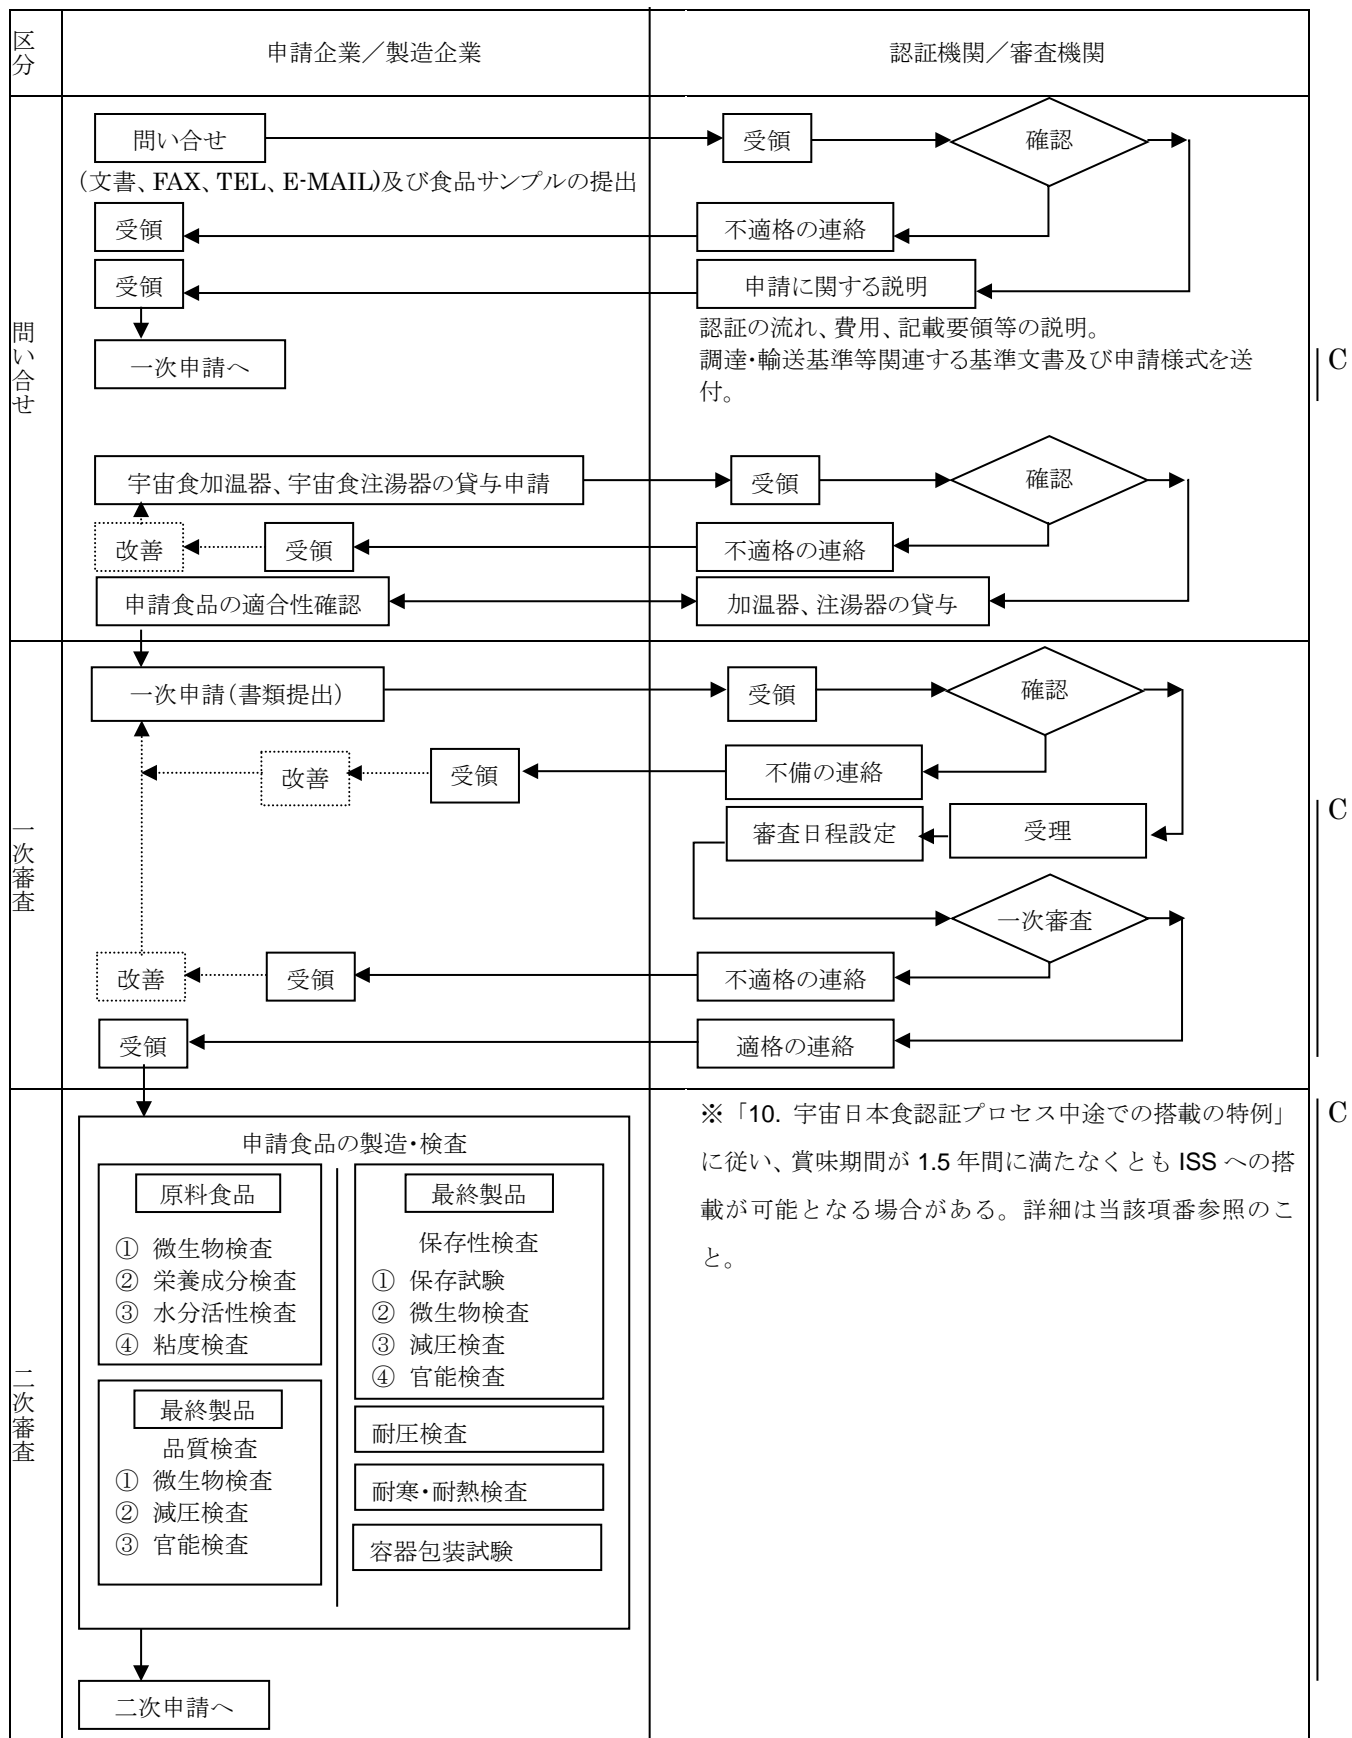 区分
申請企業／製造企業
認証機関／審査機関
問い合せ
問い合せ
受領
確認
(文書、FAX、TEL、E-MAIL)及び食品サンプルの提出
受領
不適格の連絡
受領
申請に関する説明
一次申請へ
認証の流れ、費用、記載要領等の説明。
調達・輸送基準等関連する基準文書及び申請様式を送
付。
C
宇宙食加温器、宇宙食注湯器の貸与申請
受領
確認
改善
受領
不適格の連絡
申請食品の適合性確認
加温器、注湯器の貸与
一次審査
一次申請(書類提出)
受領
確認
改善
受領
不備の連絡
審査日程設定
受理
C
一次審査
改善
受領
不適格の連絡
受領
適格の連絡
二次審査
申請食品の製造・検査
原料食品
① 微生物検査
② 栄養成分検査
③ 水分活性検査
④ 粘度検査
最終製品
品質検査
① 微生物検査
② 減圧検査
③ 官能検査
最終製品
保存性検査
① 保存試験
② 微生物検査
③ 減圧検査
④ 官能検査
耐圧検査
耐寒・耐熱検査
容器包装試験
二次申請へ
※「10. 宇宙日本食認証プロセス中途での搭載の特例」
に従い、賞味期間が 1.5 年間に満たなくとも ISS への搭
載が可能となる場合がある。詳細は当該項番参照のこ
と。
C